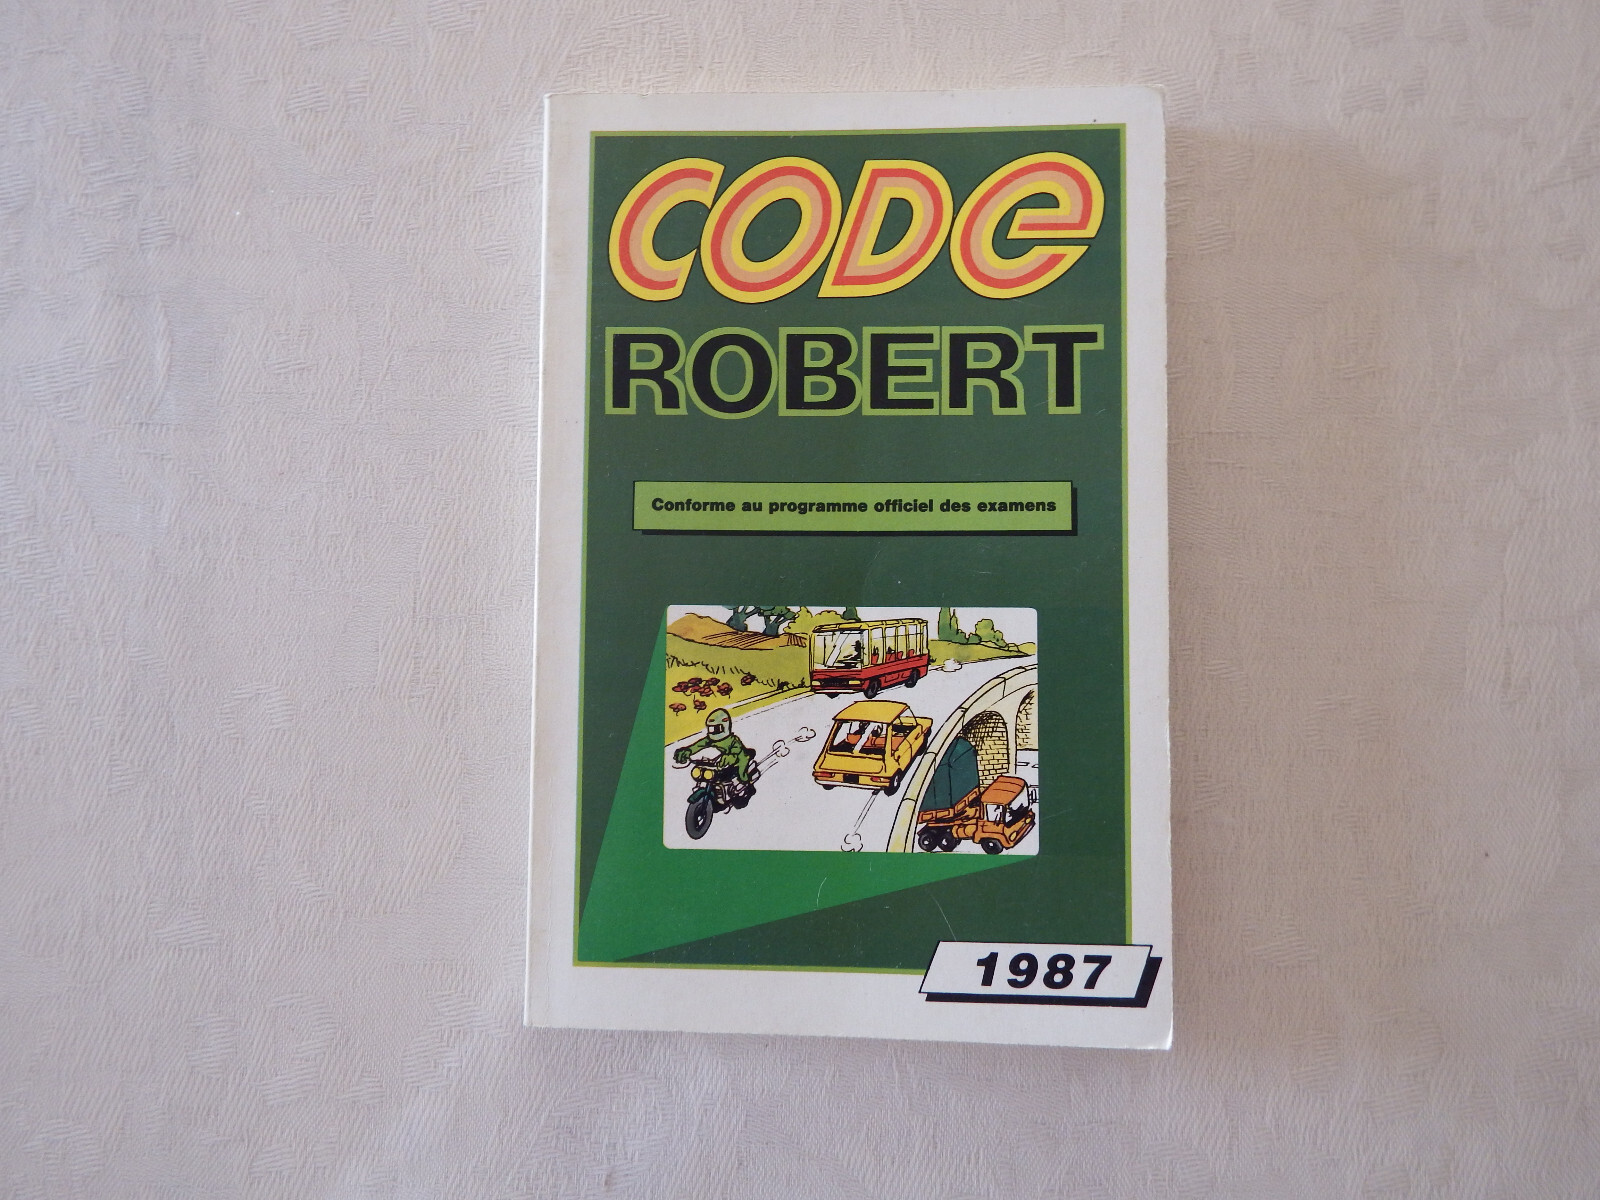 CODe
ROBERT
Conforme au programme officiel des examens
1987